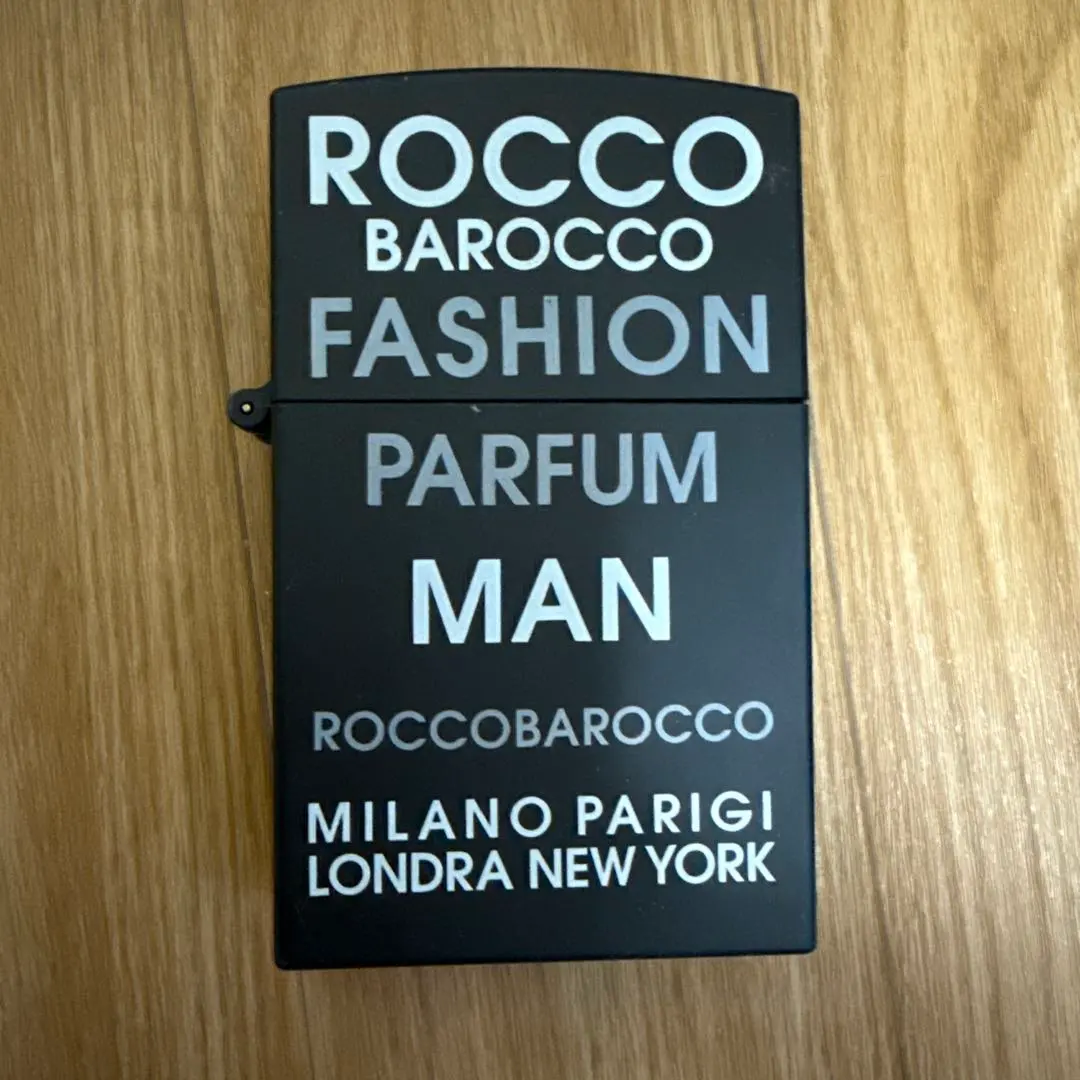 ROCCO
BAROCCO
FASHION
PARFUM
MAN
ROCCOBAROCCO
MILANO PARIGI
LONDRA NEW YORK